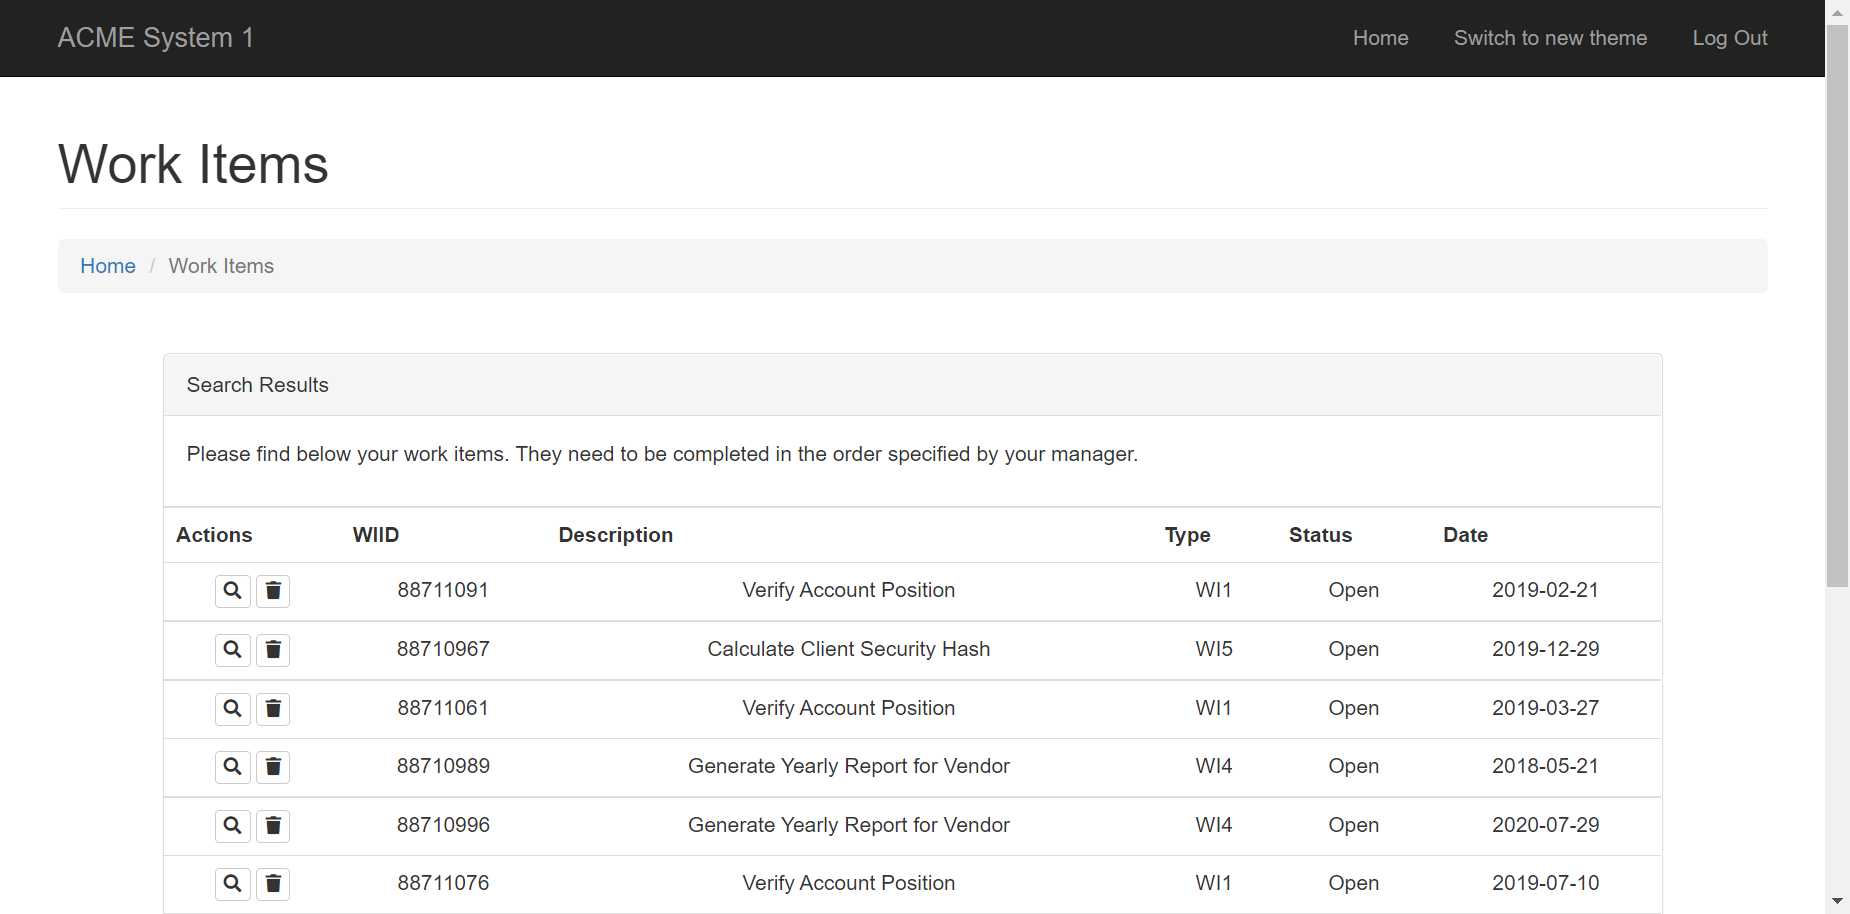 ACME System 1 Home Switch to new theme Log Out
Work Items
Home / Work Items
Search Results
Please find below your work items. They need to be completed in the order specified by your manager.
Actions WIID Description Type Status Date
88711091 Verify Account Position WI1 Open 2019-02-21
88710967 Calculate Client Security Hash WI5 Open 2019-12-29
88711061 Verify Account Position WI1 Open 2019-03-27
88710989 Generate Yearly Report for Vendor WI4 Open 2018-05-21
88710996 Generate Yearly Report for Vendor WI4 Open 2020-07-29
88711076 Verify Account Position WI1 Open 2019-07-10